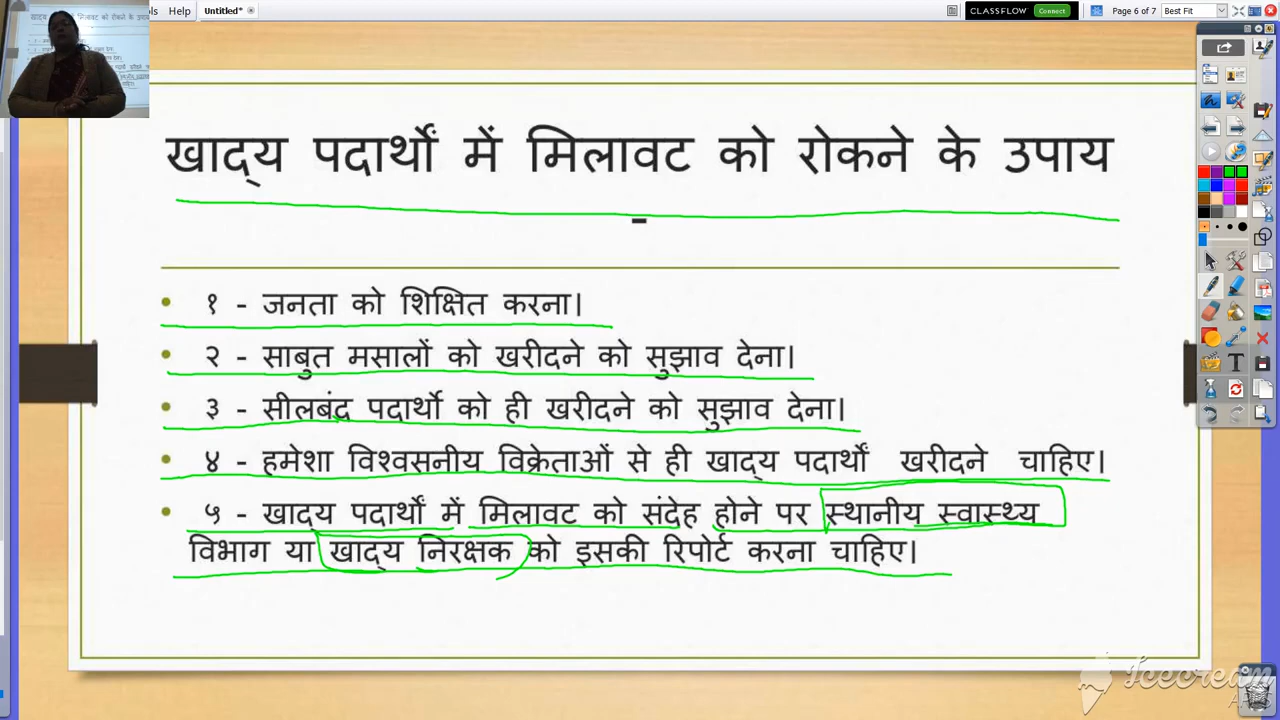 Help
Untitled*
CLASSFLOW Connect
Page 6 of 7
Best Fit
खाद्य पदार्थों में मिलावट को रोकने के उपाय
-
१ - जनता को शिक्षित करना।
२ - साबुत मसालों को खरीदने को सुझाव देना।
३ - सीलबंद पदार्थो को ही खरीदने को सुझाव देना।
४ - हमेशा विश्वसनीय विक्रेताओं से ही खाद्य पदार्थों खरीदने चाहिए।
५ - खाद्य पदार्थों में मिलावट को संदेह होने पर स्थानीय स्वास्थ्य
विभाग या खाद्य निरक्षक को इसकी रिपोर्ट करना चाहिए।
Icecream
APPS